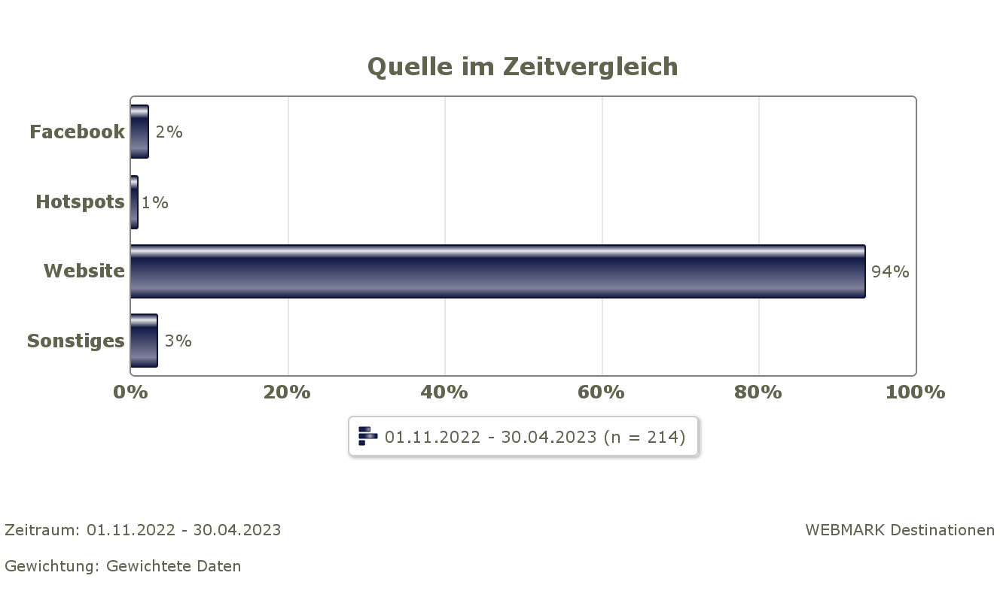 Quelle im Zeitvergleich
Facebook 2%
Hotspots 1%
Website 94%
Sonstiges 3%
0% 20% 40% 60% 80% 100%
01.11.2022 - 30.04.2023 (n = 214)
Zeitraum: 01.11.2022 - 30.04.2023 WEBMARK Destinationen
Gewichtung: Gewichtete Daten